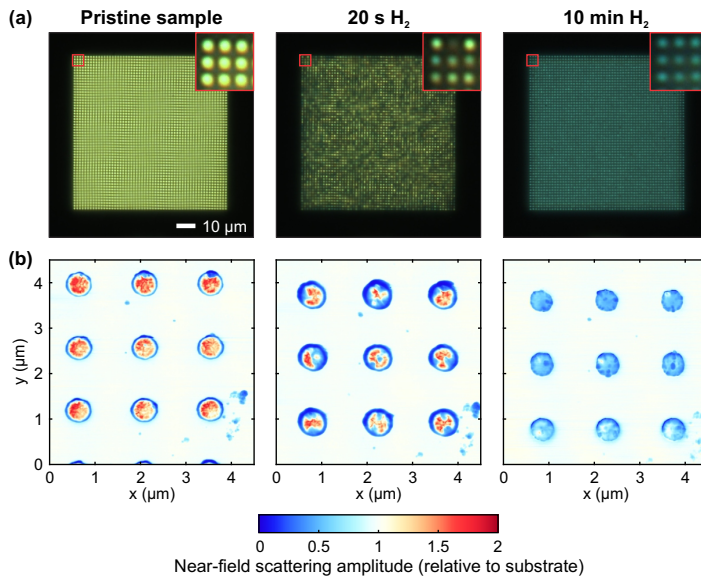 (a) Pristine sample 20 s H₂ 10 min H₂
10 µm
(b)
4
3
2
1
0
y (µm)
0 1 2 3 4 0 1 2 3 4 0 1 2 3 4
x (µm) x (µm) x (µm)
0 0.5 1 1.5 2
Near-field scattering amplitude (relative to substrate)